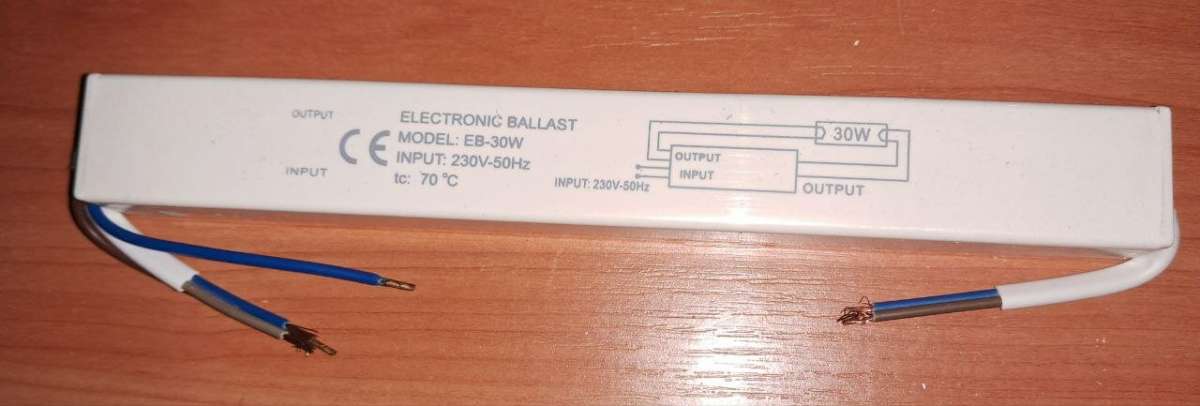 OUTPUT
INPUT
CE
ELECTRONIC BALLAST
MODEL: EB-30W
INPUT: 230V-50Hz
tc: 70 °C
30W
OUTPUT
INPUT
INPUT: 230V-50Hz
OUTPUT